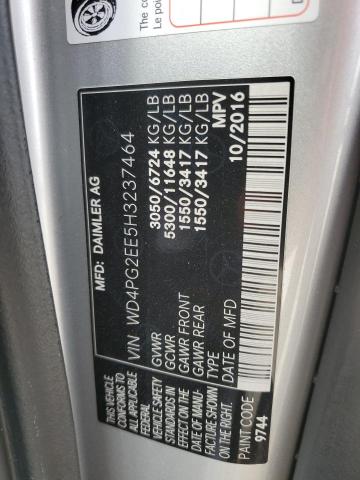 The co
Le po
MFD: DAIMLER AG
VIN WD4PG2EE5H3237464
GVWR 3050/6724 KG/LB
GCWR 5300/11648 KG/LB
GAWR FRONT 1550/3417 KG/LB
GAWR REAR 1550/3417 KG/LB
TYPE MPV
DATE OF MAN 10/2016
THIS VEHICLE
CONFORMS TO
ALL APPLICABLE
FEDERAL
VEHICLE SAFETY
STANDARDS IN
EFFECT ON THE
DATE OF MANU-
FACTURE SHOWN
ON THE RIGHT.
PAINT CODE
9744